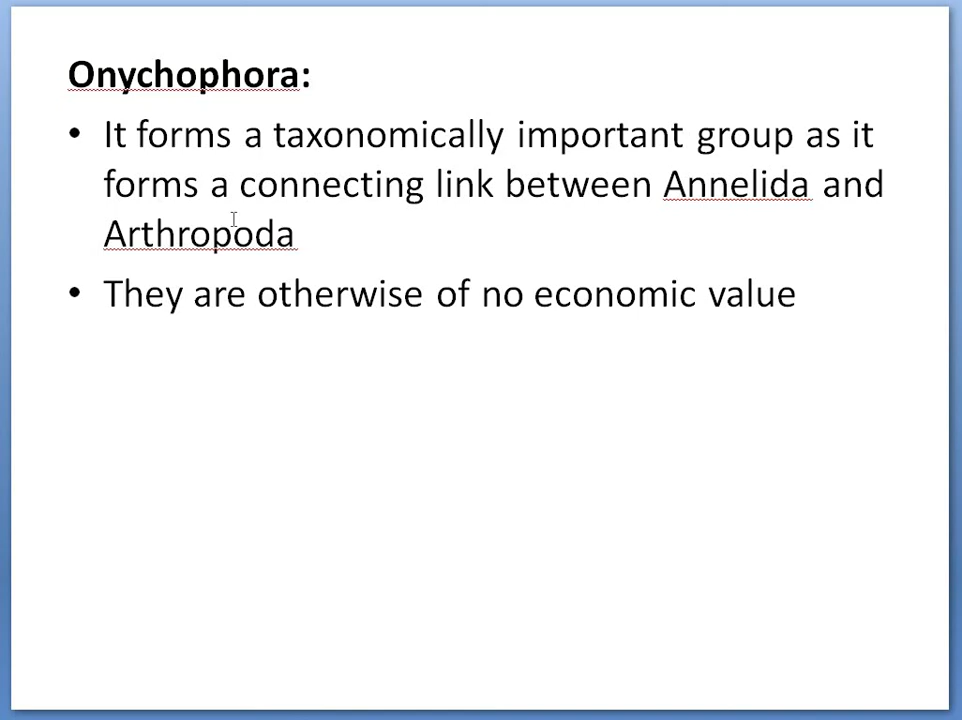 Onychophora:
• It forms a taxonomically important group as it
forms a connecting link between Annelida and
Arthropoda
• They are otherwise of no economic value